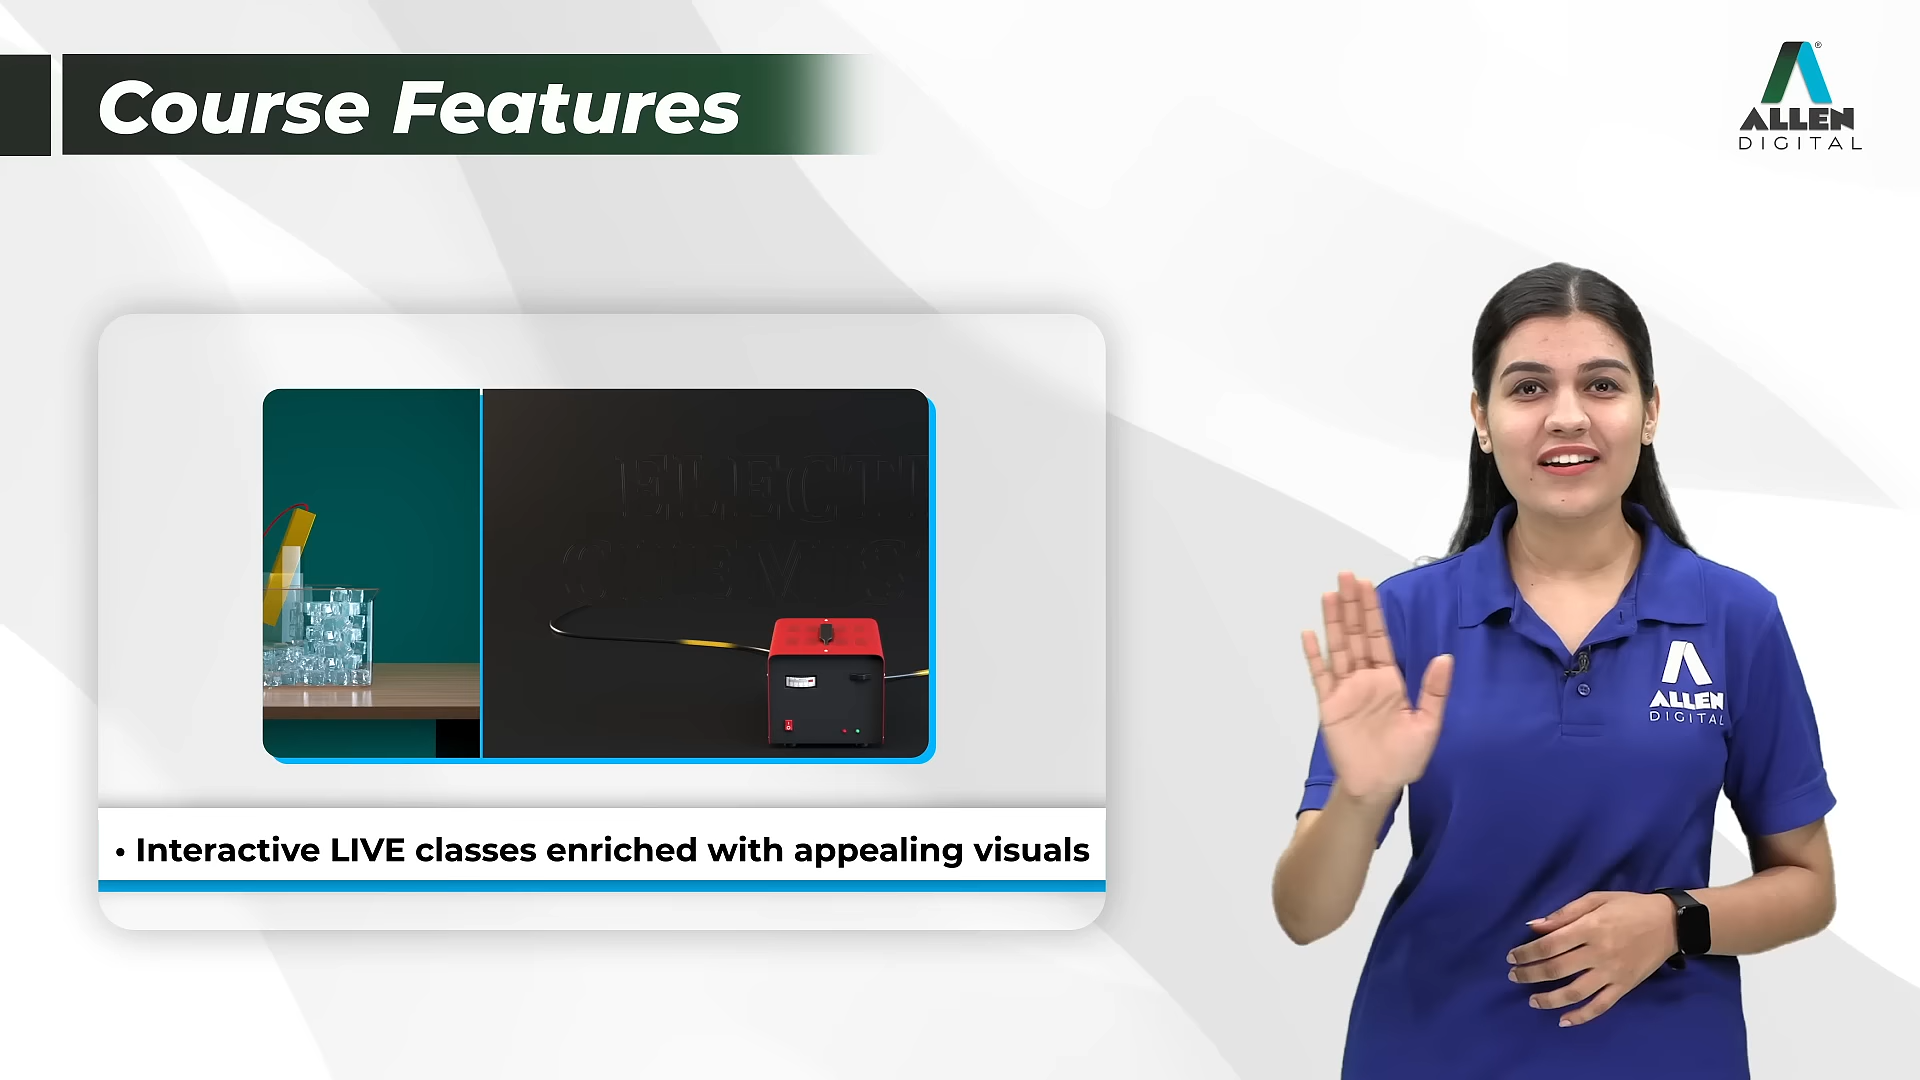 Course Features
ALLEN
DIGITAL
• Interactive LIVE classes enriched with appealing visuals
ALLEN
DIGITAL